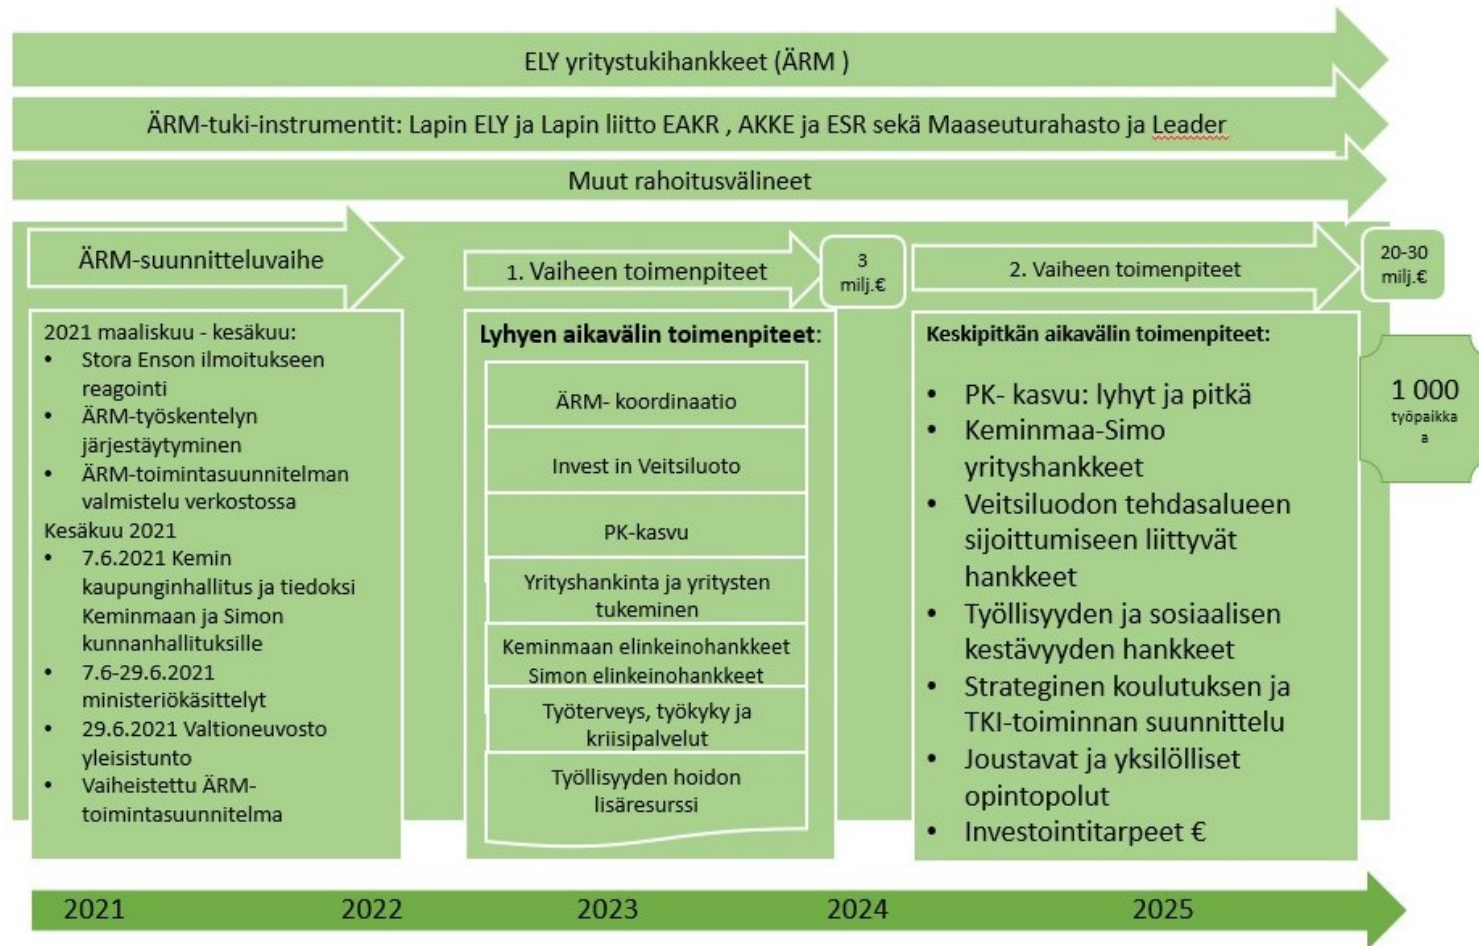 ELY yritystukihankkeet (ÄRM )
ÄRM-tuki-instrumentit: Lapin ELY ja Lapin liitto EAKR , AKKE ja ESR sekä Maaseuturahasto ja Leader
Muut rahoitusvälineet
ÄRM-suunnitteluvaihe
2021 maaliskuu - kesäkuu:
• Stora Enson ilmoitukseen
reagointi
• ÄRM-työskentelyn
järjestäytyminen
• ÄRM-toimintasuunnitelman
valmistelu verkostossa
Kesäkuu 2021
• 7.6.2021 Kemin
kaupunginhallitus ja tiedoksi
Keminmaan ja Simon
kunnanhallituksille
• 7.6-29.6.2021
ministeriökäsittelyt
• 29.6.2021 Valtioneuvosto
yleisistunto
• Vaiheistettu ÄRM-
toimintasuunnitelma
1. Vaiheen toimenpiteet
3
milj.€
Lyhyen aikavälin toimenpiteet:
ÄRM- koordinaatio
Invest in Veitsiluoto
PK-kasvu
Yrityshankinta ja yritysten
tukeminen
Keminmaan elinkeinohankkeet
Simon elinkeinohankkeet
Työterveys, työkyky ja
kriisipalvelut
Työllisyyden hoidon
lisäresurssi
2. Vaiheen toimenpiteet
20-30
milj.€
Keskipitkän aikavälin toimenpiteet:
• PK- kasvu: lyhyt ja pitkä
• Keminmaa-Simo
yrityshankkeet
• Veitsiluodon tehdasalueen
sijoittumiseen liittyvät
hankkeet
• Työllisyyden ja sosiaalisen
kestävyyden hankkeet
• Strateginen koulutuksen ja
TKI-toiminnan suunnittelu
• Joustavat ja yksilölliset
opintopolut
• Investointitarpeet €
1 000
työpaikka
a
2021 2022 2023 2024 2025